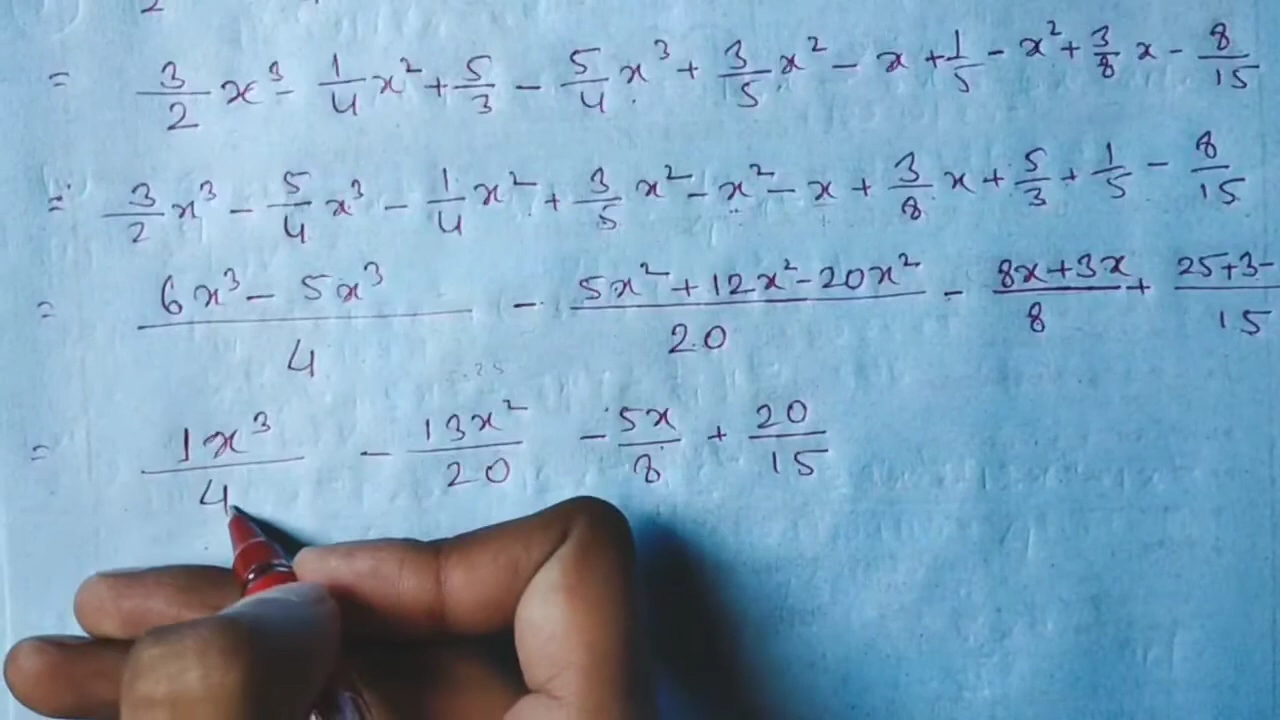 2
= 3/2 x³ - 1/4 x² + 5/3 - 5/4 x³ + 3/5 x² - x + 1/5 - x² + 3/8 x - 8/15
= 3/2 x³ - 5/4 x³ - 1/4 x² + 3/5 x² - x² - x + 3/8 x + 5/3 + 1/5 - 8/15
= 6x³ - 5x³/4 - 5x² + 12x² - 20x²/20 - 8x + 3x/8 + 25 + 3 -/15
= 1x³/4 - 13x²/20 - 5x/8 + 20/15